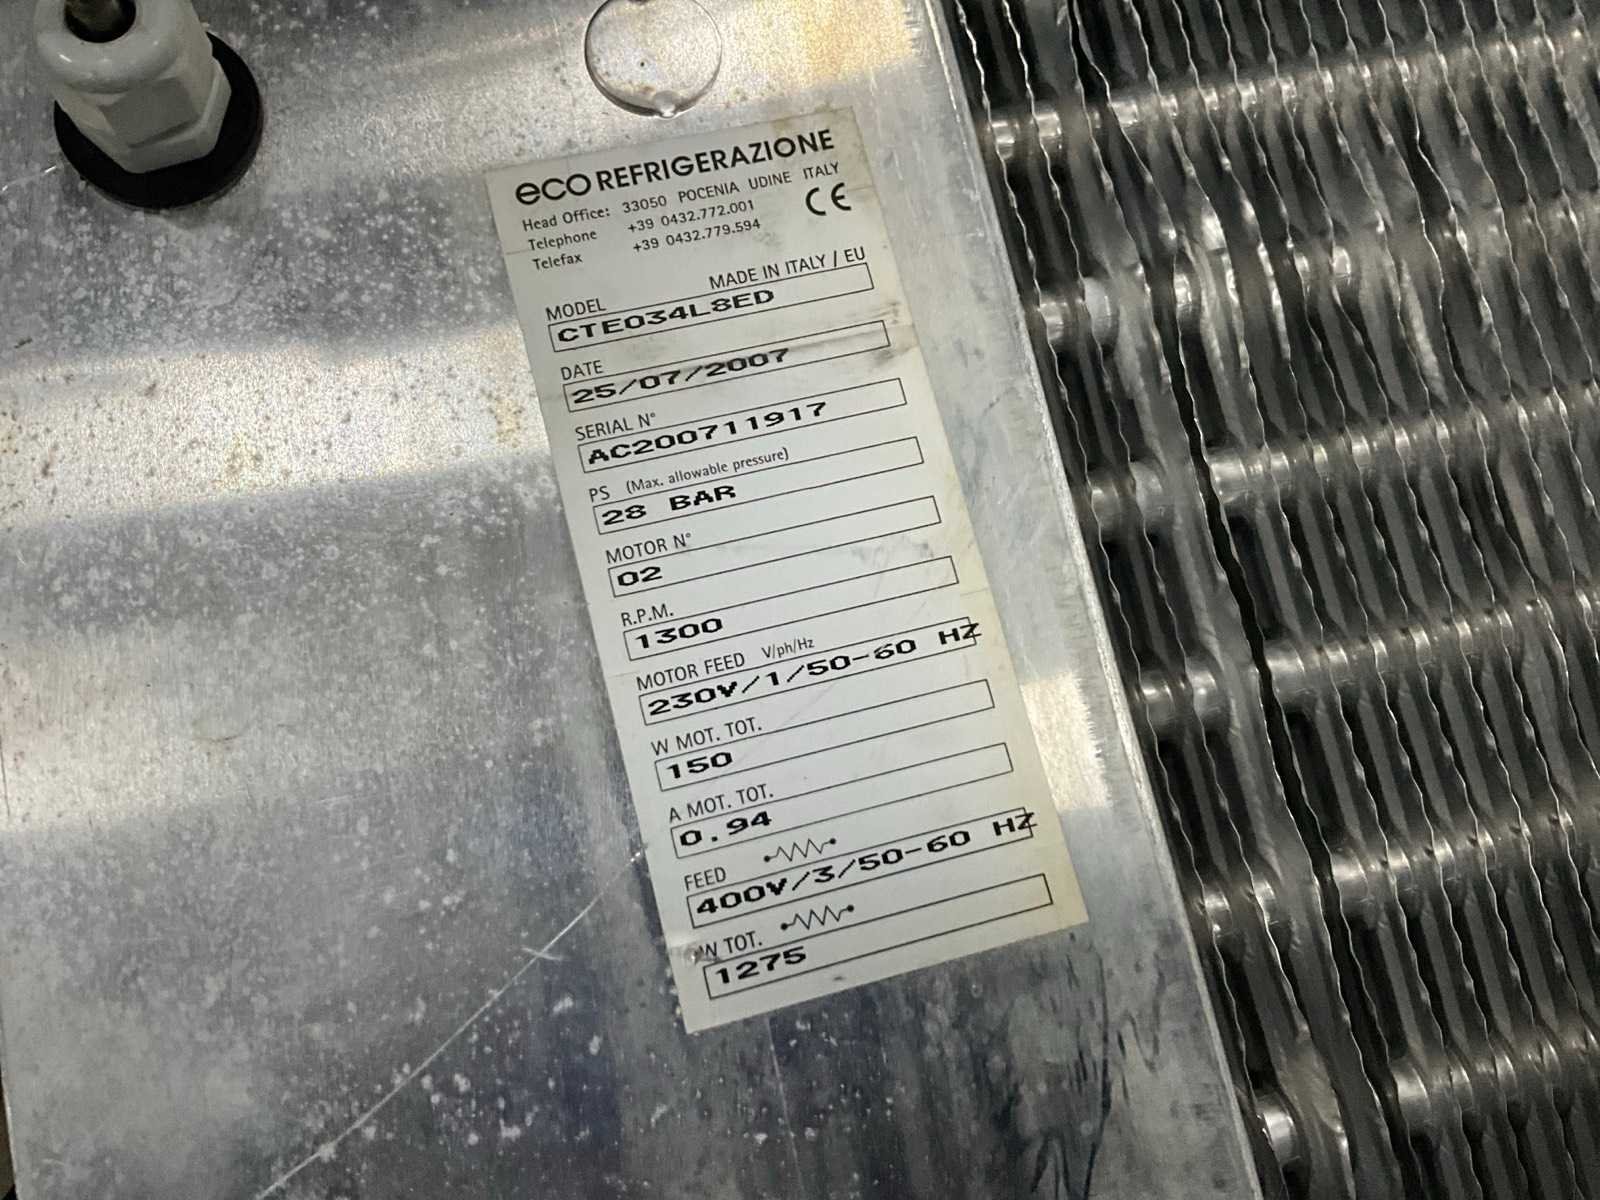 eco REFRIGERAZIONE
Head Office: 33050 POCENIA UDINE ITALY
Telephone +39 0432.772.001
Telefax +39 0432.779.594
CE
MADE IN ITALY / EU
MODEL
CTE034L8ED
DATE
25/07/2007
SERIAL N°
AC200711917
PS (Max. allowable pressure)
28 BAR
MOTOR N°
02
R.P.M.
1300
MOTOR FEED V/ph/Hz
230V/1/50-60 HZ
W MOT. TOT.
150
A MOT. TOT.
0.94
FEED
400V/3/50-60 HZ
W TOT.
1275